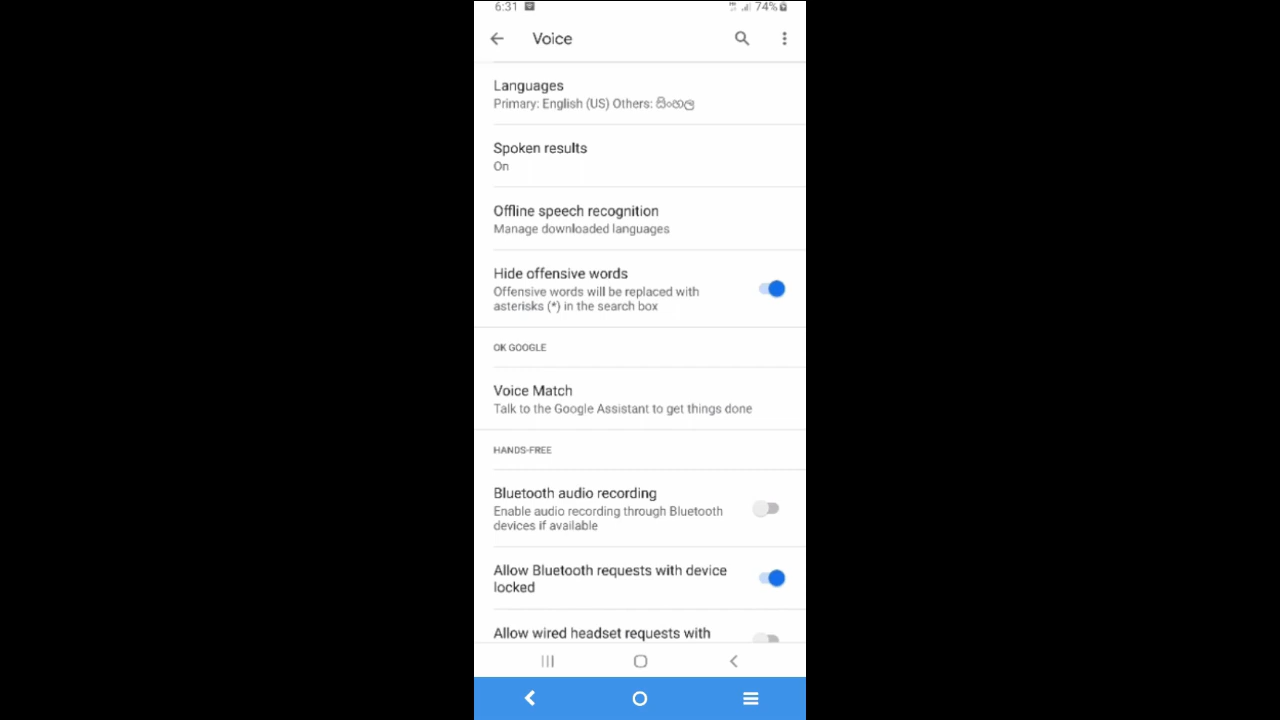 6:31 74%
Voice
Languages
Primary: English (US) Others: සිංහල
Spoken results
On
Offline speech recognition
Manage downloaded languages
Hide offensive words
Offensive words will be replaced with
asterisks (*) in the search box
OK GOOGLE
Voice Match
Talk to the Google Assistant to get things done
HANDS-FREE
Bluetooth audio recording
Enable audio recording through Bluetooth
devices if available
Allow Bluetooth requests with device
locked
Allow wired headset requests with